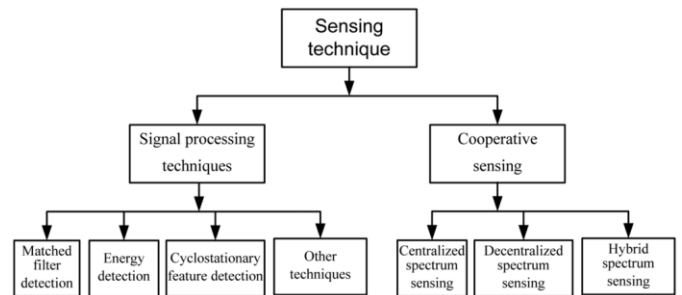 Sensing
technique
Signal processing
techniques
Cooperative
sensing
Matched
filter
detection
Energy
detection
Cyclostationary
feature detection
Other
techniques
Centralized
spectrum
sensing
Decentralized
spectrum
sensing
Hybrid
spectrum
sensing